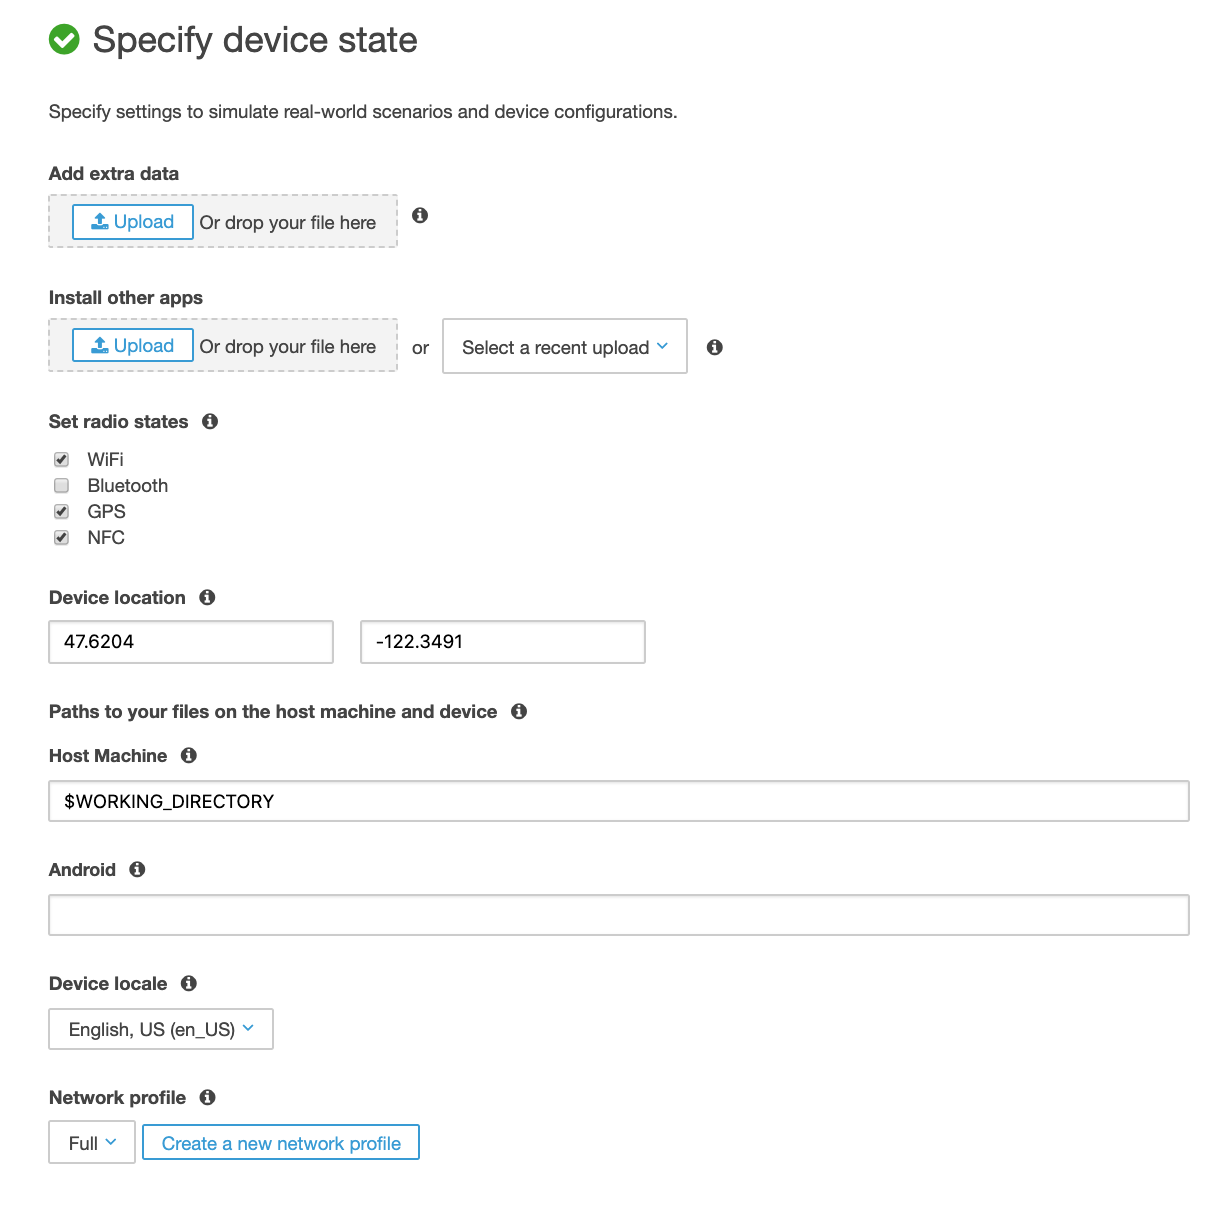 Specify device state
Specify settings to simulate real-world scenarios and device configurations.
Add extra data
Upload Or drop your file here
Install other apps
Upload Or drop your file here or Select a recent upload
Set radio states
WiFi
Bluetooth
GPS
NFC
Device location
47.6204 -122.3491
Paths to your files on the host machine and device
Host Machine
$WORKING_DIRECTORY
Android
Device locale
English, US (en_US)
Network profile
Full Create a new network profile